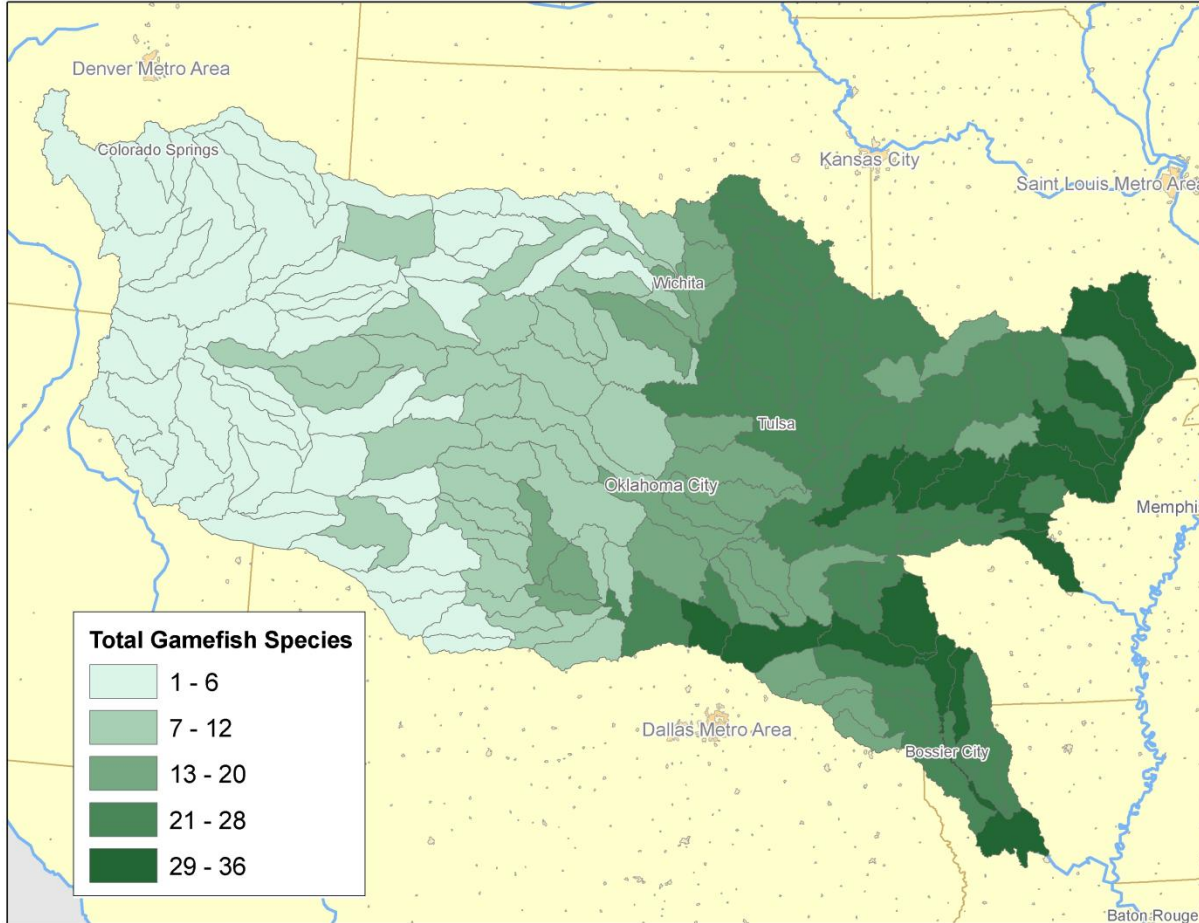 Denver Metro Area
Colorado Springs
Kansas City
Saint Louis Metro Area
Wichita
Tulsa
Oklahoma City
Memphi
Dallas Metro Area
Bossier City
Total Gamefish Species
1 - 6
7 - 12
13 - 20
21 - 28
29 - 36
Baton Rouge